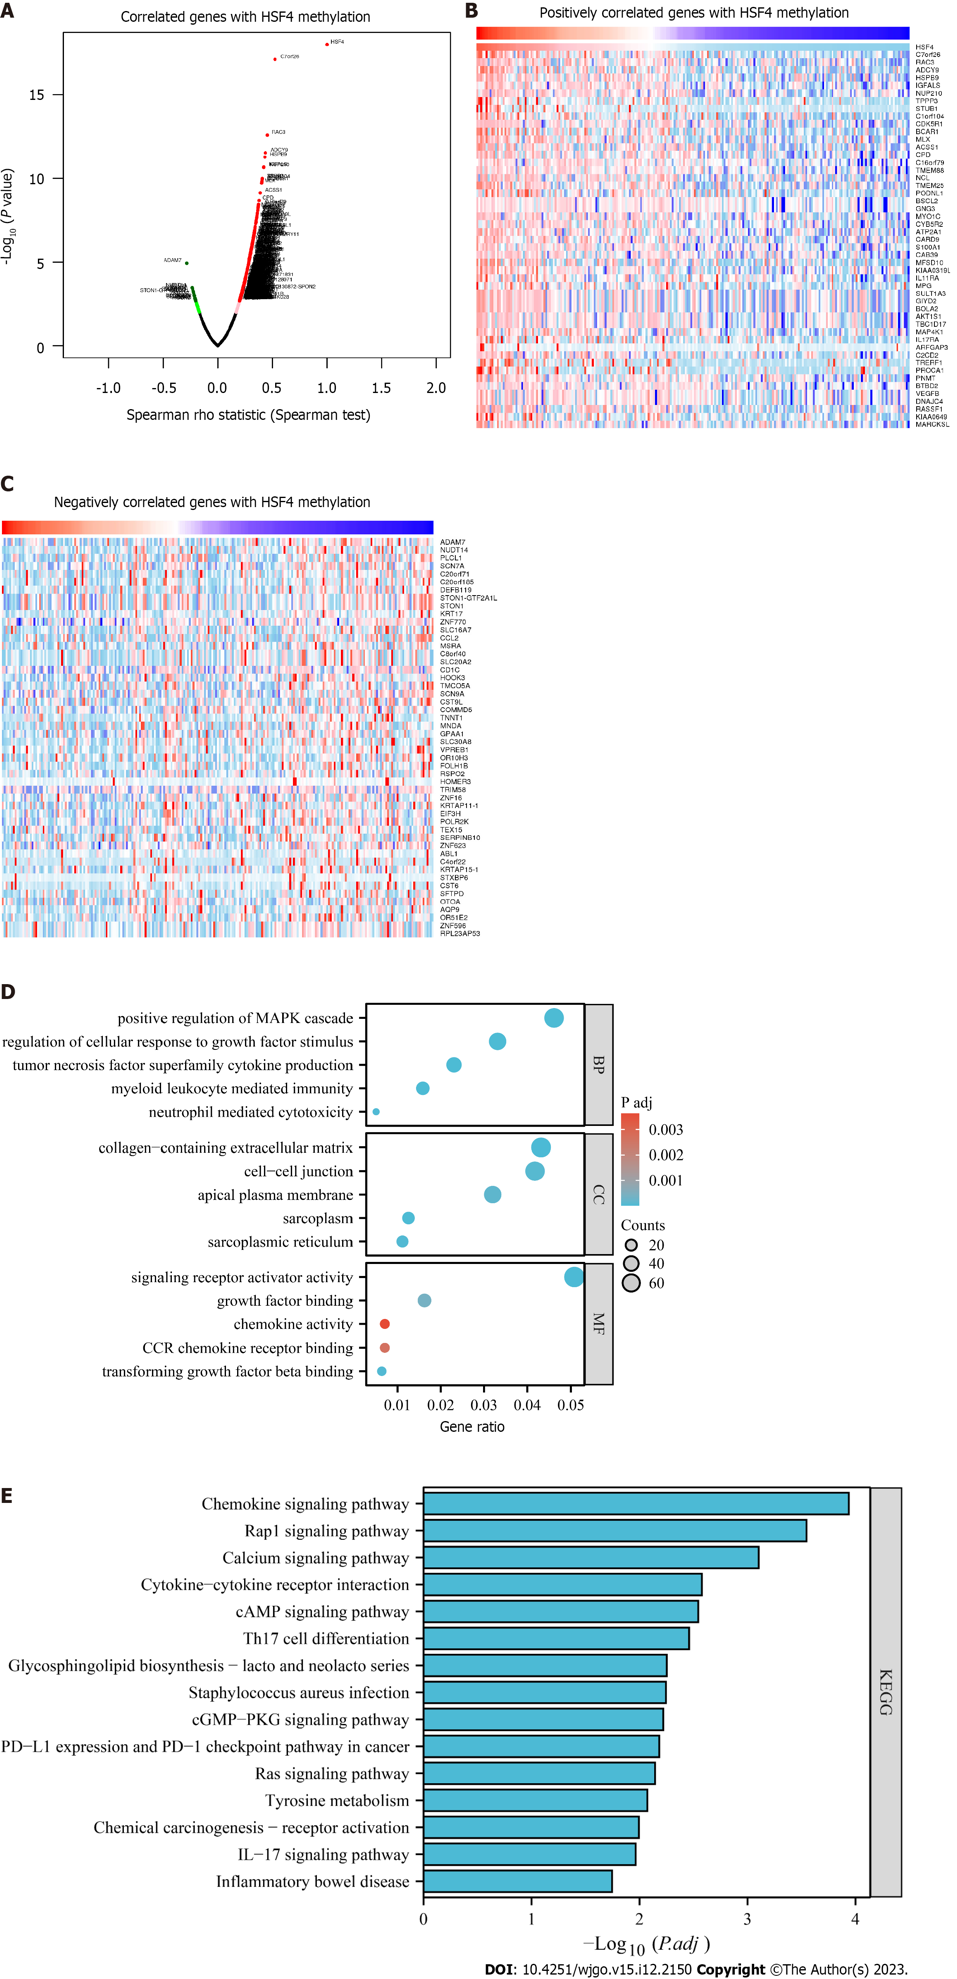 A
Correlated genes with HSF4 methylation
-Log10 (P value)
15
10
5
0
HSF4
C7orf26
RAC3
ADCY9
HSPB9
ACSS1
CFD
ADAM7
-1.0 -0.5 0.0 0.5 1.0 1.5 2.0
Spearman rho statistic (Spearman test)
B
Positively correlated genes with HSF4 methylation
HSF4
C7orf26
RAC3
ADCY9
HSPB9
IGFALS
NUP210
TPPP3
STUB1
C1orf104
CDK5R1
BCAR1
MLX
ACSS1
CFD
C16orf79
TMEM88
NCL
TMEM25
PODNL1
BSCL2
GNG3
MYO1C
CYB5R2
ATP2A1
CARD9
S100A1
CAB39
MFSD10
KIAA0319L
IL11RA
MPG
SULT1A3
GIYD2
BOLA2
AKT1S1
TBC1D17
MAP4K1
IL17RA
ARFGAP3
C2CD2
TRERF1
PROCA1
PNMT
BTBD2
VEGFB
DNAJC4
RASSF1
KIAA0649
MARCKSL
C
Negatively correlated genes with HSF4 methylation
ADAM7
NUDT14
PLCL1
SCN7A
C20orf71
C20orf185
DEFB119
STON1-GTF2A1L
STON1
KRT17
ZNF770
SLC16A7
CCL2
MSRA
C8orf40
SLC20A2
CD1C
HOOK3
TMCO5A
SCN9A
CST9L
COMMD5
TNNT1
MNDA
GPAA1
SLC30A8
VPREB1
OR10H3
FOLH1B
RSPO2
HOMER3
TRIM58
ZNF16
KRTAP11-1
EIF3H
POLR2K
TEX15
SERPINB10
ZNF623
ABL1
C4orf22
KRTAP15-1
STXBP6
CST6
SFTPD
OTOA
AQP9
OR51E2
ZNF596
RPL23AP53
D
positive regulation of MAPK cascade
regulation of cellular response to growth factor stimulus
tumor necrosis factor superfamily cytokine production
myeloid leukocyte mediated immunity
neutrophil mediated cytotoxicity
BP
collagen−containing extracellular matrix
cell−cell junction
apical plasma membrane
sarcoplasm
sarcoplasmic reticulum
CC
signaling receptor activator activity
growth factor binding
chemokine activity
CCR chemokine receptor binding
transforming growth factor beta binding
MF
0.01 0.02 0.03 0.04 0.05
Gene ratio
P adj
0.003
0.002
0.001
Counts
20
40
60
E
Chemokine signaling pathway
Rap1 signaling pathway
Calcium signaling pathway
Cytokine−cytokine receptor interaction
cAMP signaling pathway
Th17 cell differentiation
Glycosphingolipid biosynthesis − lacto and neolacto series
Staphylococcus aureus infection
cGMP−PKG signaling pathway
PD−L1 expression and PD−1 checkpoint pathway in cancer
Ras signaling pathway
Tyrosine metabolism
Chemical carcinogenesis − receptor activation
IL−17 signaling pathway
Inflammatory bowel disease
KEGG
0 1 2 3 4
−Log10 (P.adj )
DOI: 10.4251/wjgo.v15.i12.2150 Copyright ©The Author(s) 2023.